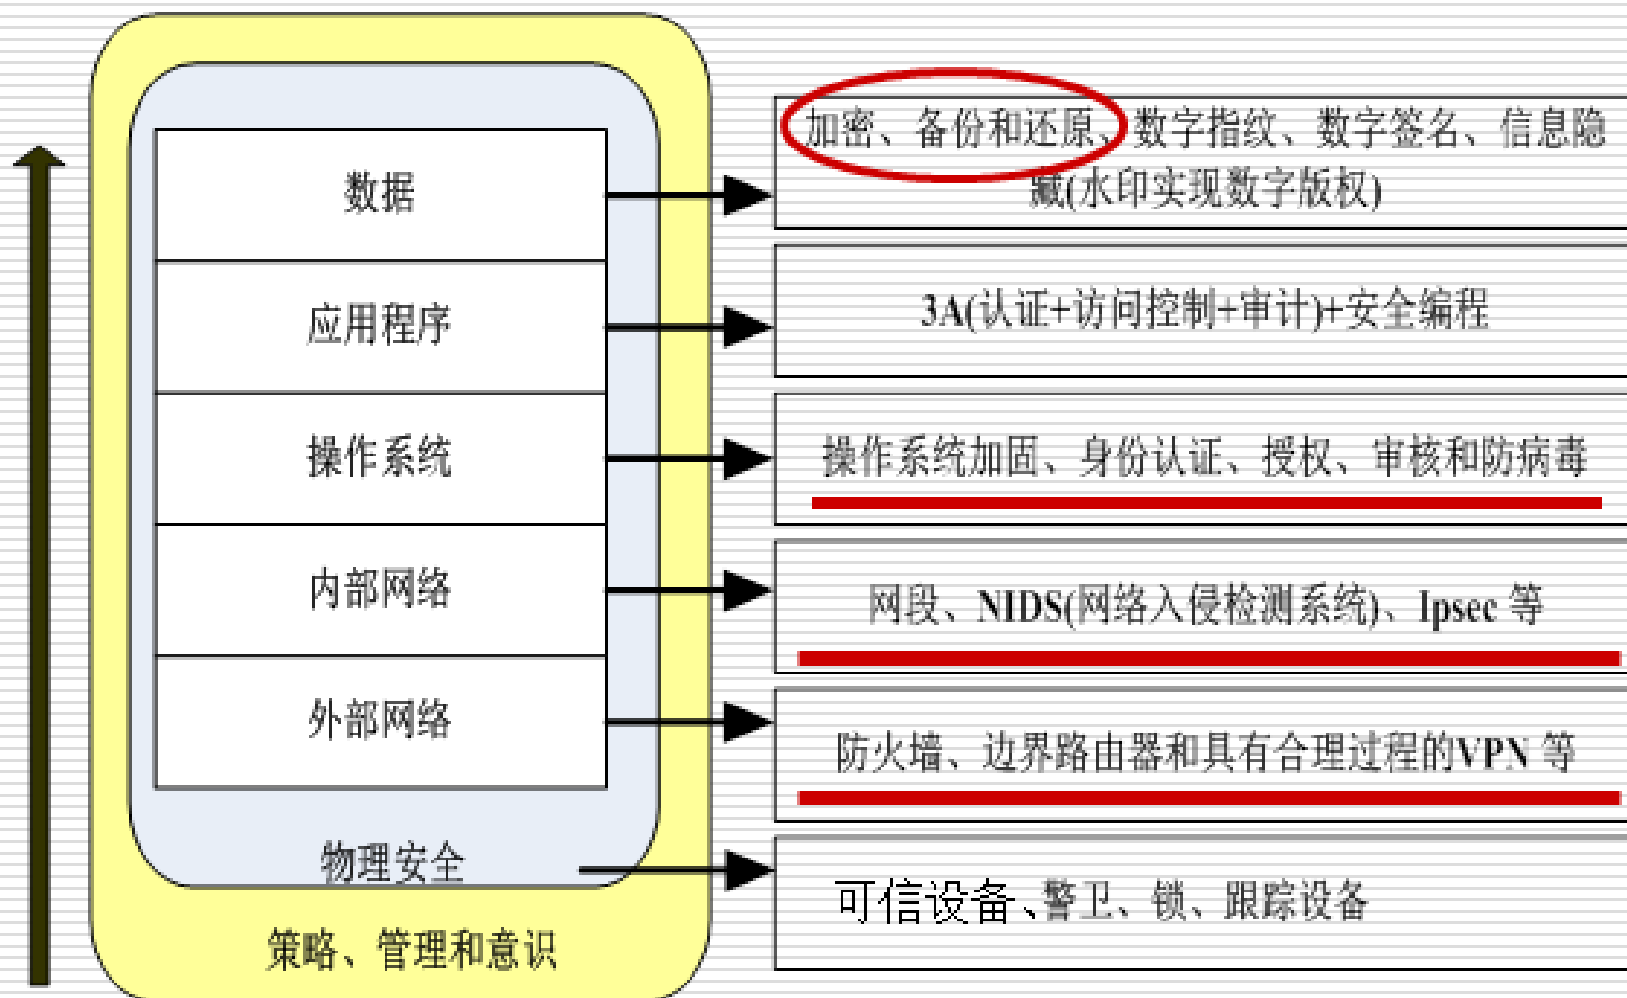 数据
加密、备份和还原、数字指纹、数字签名、信息隐
藏(水印实现数字版权)
应用程序
3A(认证+访问控制+审计)+安全编程
操作系统
操作系统加固、身份认证、授权、审核和防病毒
内部网络
网段、NIDS(网络入侵检测系统)、Ipsec 等
外部网络
防火墙、边界路由器和具有合理过程的VPN 等
物理安全
可信设备、警卫、锁、跟踪设备
策略、管理和意识